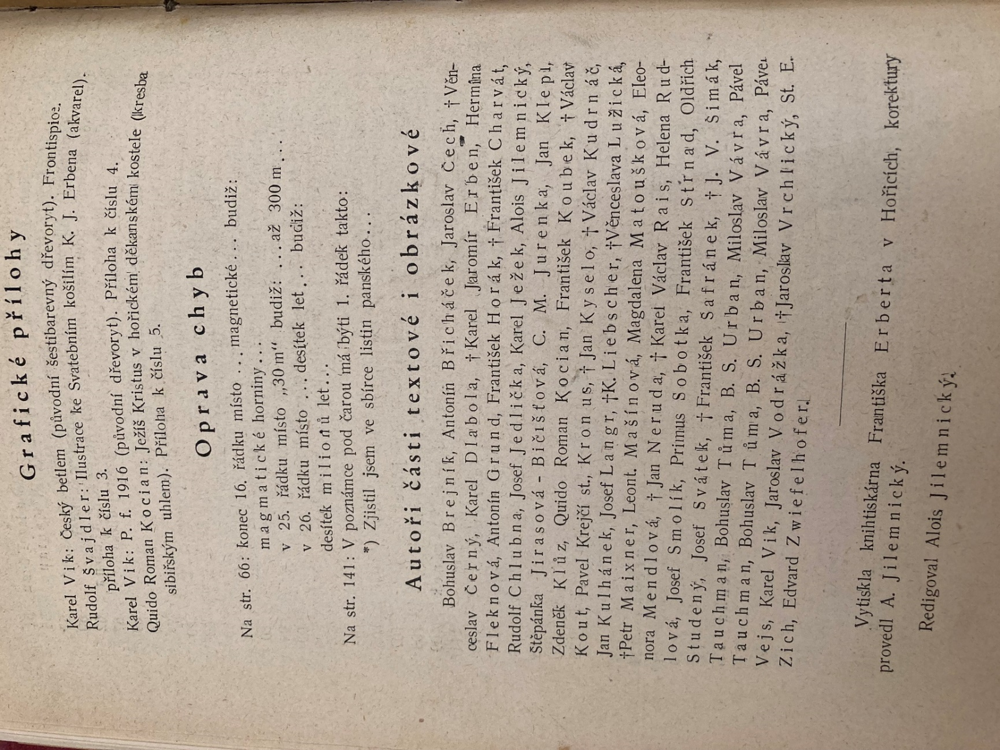 Grafické přílohy
Karel Vik: Český betlem (původní šestibarevný dřevoryt). Frontispice.
Rudolf Švajdler: Ilustrace ke Svatebním košilím K. J. Erbena (akvarel).
příloha k číslu 3.
Karel Vik: P. f. 1916 (původní dřevoryt). Příloha k číslu 4.
Quido Roman Kocian: Ježíš Kristus v hořickém děkanském kostele (kresba
sibiřským uhlem). Příloha k číslu 5.
Oprava chyb
Na str. 66: konec 16. řádku místo ...magnetické... budiž:
magmatické horniny...
v 25. řádku místo „30 m“ budiž: ...až 300 m...
v 26. řádku místo ...desítek let... budiž:
desítek milionů let...
Na str. 141: V poznámce pod čarou má býti 1. řádek takto:
*) Zjistil jsem ve sbírce listin panského...
Autoři části textové i obrázkové
Bohuslav Brejník, Antonín Břicháček, Jaroslav Čech, † Věn-
ceslav Černý, Karel Dlabola, † Karel Jaromír Erben, Hermína
Fleknová, Antonín Grund, František Horák, † František Charvát,
Rudolf Chlubna, Josef Jedlička, Karel Ježek, Alois Jilemnický,
Štěpánka Jirasová-Bičišťová, C. M. Jurenka, Jan Klepl,
Zdeněk Klůz, Quido Roman Kocian, František Koubek, † Václav
Kout, Pavel Krejčí st., Kronus, † Jan Kyselo, † Václav Kudrnáč,
Jan Kulhánek, Josef Langr, †K. Liebscher, †Věnceslava Lužická,
†Petr Maixner, Leont. Mašínová, Magdalena Matoušková, Eleo-
nora Mendlová, † Jan Neruda, † Karel Václav Rais, Helena Rud-
lová, Josef Smolík, Primus Sobotka, František Strnad, Oldřich
Studený, Josef Svátek, † František Šafránek, † J. V. Šimák,
Tauchman, Bohuslav Tůma, B. S. Urban, Miloslav Vávra, Pável
Tauchman, Bohuslav Tůma, B. S. Urban, Miloslav Vávra, Pável
Vejs, Karel Vik, Jaroslav Vodrážka, †Jaroslav Vrchlický, St. E.
Zich, Edvard Zwiefelhofer.
Vytiskla knihtiskárna Františka Erberta v Hořicích, korektury
provedl A. Jilemnický.
Redigoval Alois Jilemnický.